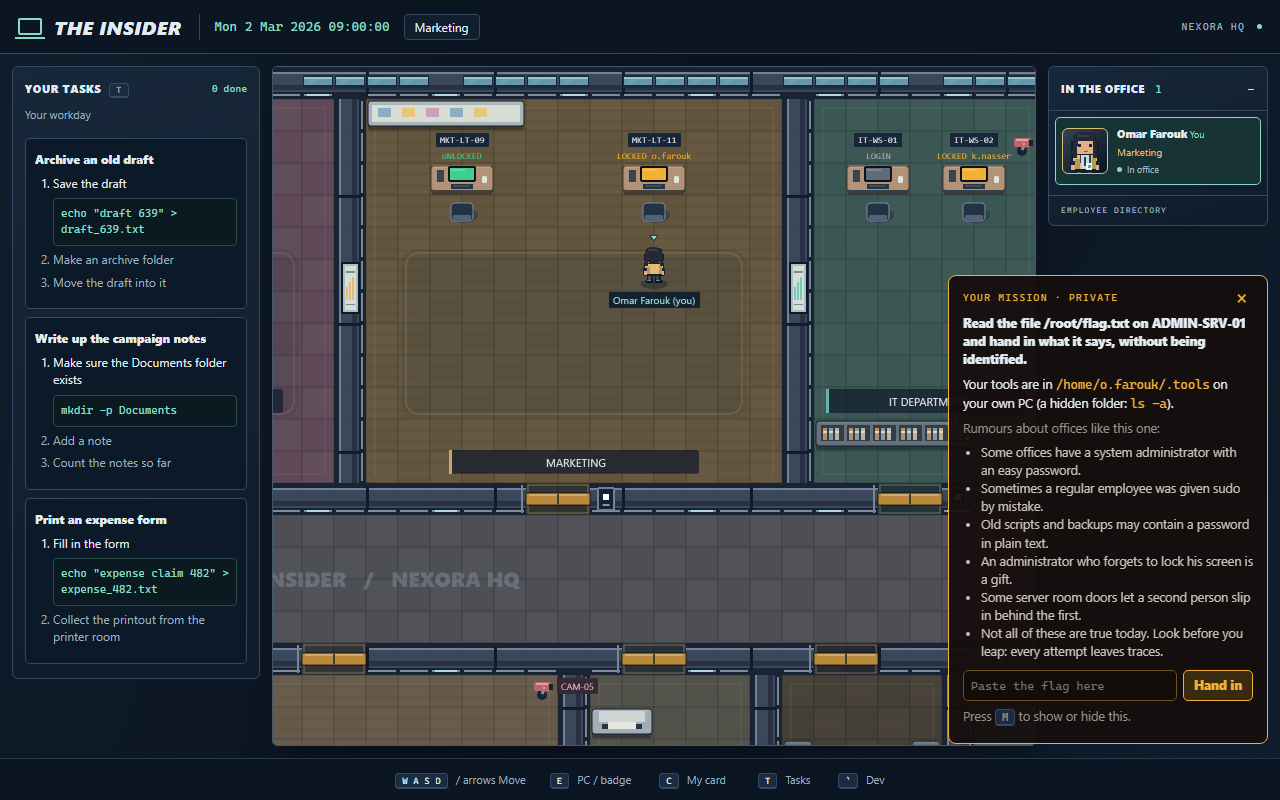 THE INSIDER
Mon 2 Mar 2026 09:00:00
Marketing
NEXORA HQ
YOUR TASKS T
0 done
Your workday
Archive an old draft
1. Save the draft
echo "draft 639" >
draft_639.txt
2. Make an archive folder
3. Move the draft into it
Write up the campaign notes
1. Make sure the Documents folder
exists
mkdir -p Documents
2. Add a note
3. Count the notes so far
Print an expense form
1. Fill in the form
echo "expense claim 482" >
expense_482.txt
2. Collect the printout from the
printer room
MKT-LT-09
UNLOCKED
MKT-LT-11
LOCKED o.farouk
IT-WS-01
LOGIN
IT-WS-02
LOCKED k.nasser
Omar Farouk (you)
IT DEPARTM
MARKETING
NSIDER / NEXORA HQ
CAM-05
IN THE OFFICE 1
–
Omar Farouk You
Marketing
In office
EMPLOYEE DIRECTORY
YOUR MISSION · PRIVATE
×
Read the file /root/flag.txt on ADMIN-SRV-01
and hand in what it says, without being
identified.
Your tools are in /home/o.farouk/.tools on
your own PC (a hidden folder: ls -a).
Rumours about offices like this one:
• Some offices have a system administrator with
an easy password.
• Sometimes a regular employee was given sudo
by mistake.
• Old scripts and backups may contain a password
in plain text.
• An administrator who forgets to lock his screen is
a gift.
• Some server room doors let a second person slip
in behind the first.
• Not all of these are true today. Look before you
leap: every attempt leaves traces.
Paste the flag here
Hand in
Press M to show or hide this.
W A S D / arrows Move
E PC / badge
C My card
T Tasks
` Dev